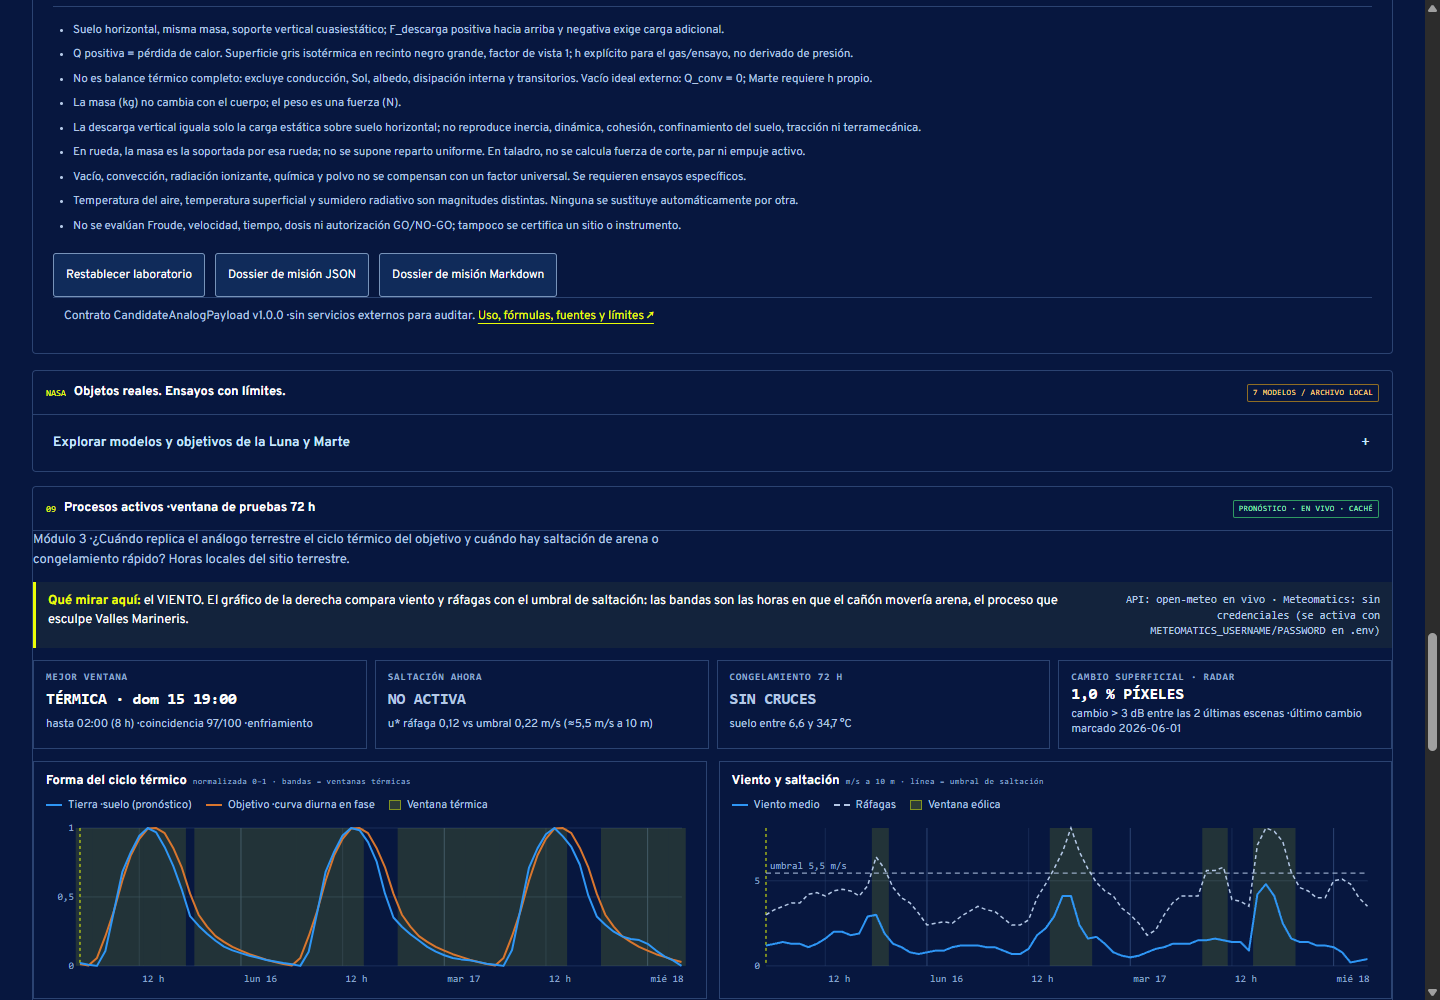 • Suelo horizontal, misma masa, soporte vertical cuasiestático; F_descarga positiva hacia arriba y negativa exige carga adicional.
• Q positiva = pérdida de calor. Superficie gris isotérmica en recinto negro grande, factor de vista 1; h explícito para el gas/ensayo, no derivado de presión.
• No es balance térmico completo: excluye conducción, Sol, albedo, disipación interna y transitorios. Vacío ideal externo: Q_conv = 0; Marte requiere h propio.
• La masa (kg) no cambia con el cuerpo; el peso es una fuerza (N).
• La descarga vertical iguala solo la carga estática sobre suelo horizontal; no reproduce inercia, dinámica, cohesión, confinamiento del suelo, tracción ni terramecánica.
• En rueda, la masa es la soportada por esa rueda; no se supone reparto uniforme. En taladro, no se calcula fuerza de corte, par ni empuje activo.
• Vacío, convección, radiación ionizante, química y polvo no se compensan con un factor universal. Se requieren ensayos específicos.
• Temperatura del aire, temperatura superficial y sumidero radiativo son magnitudes distintas. Ninguna se sustituye automáticamente por otra.
• No se evalúan Froude, velocidad, tiempo, dosis ni autorización GO/NO-GO; tampoco se certifica un sitio o instrumento.
Restablecer laboratorio
Dossier de misión JSON
Dossier de misión Markdown
Contrato CandidateAnalogPayload v1.0.0 ·sin servicios externos para auditar. Uso, fórmulas, fuentes y límites ↗
NASA Objetos reales. Ensayos con límites.
7 MODELOS / ARCHIVO LOCAL
Explorar modelos y objetivos de la Luna y Marte
+
09 Procesos activos ·ventana de pruebas 72 h
PRONÓSTICO · EN VIVO · CACHÉ
Módulo 3 ·¿Cuándo replica el análogo terrestre el ciclo térmico del objetivo y cuándo hay saltación de arena o
congelamiento rápido? Horas locales del sitio terrestre.
Qué mirar aquí: el VIENTO. El gráfico de la derecha compara viento y ráfagas con el umbral de saltación: las bandas son las horas en que el cañón movería arena, el proceso que
esculpe Valles Marineris.
API: open-meteo en vivo · Meteomatics: sin
credenciales (se activa con
METEOMATICS_USERNAME/PASSWORD en .env)
MEJOR VENTANA
TÉRMICA · dom 15 19:00
hasta 02:00 (8 h) ·coincidencia 97/100 ·enfriamiento
SALTACIÓN AHORA
NO ACTIVA
u* ráfaga 0,12 vs umbral 0,22 m/s (≈5,5 m/s a 10 m)
CONGELAMIENTO 72 H
SIN CRUCES
suelo entre 6,6 y 34,7 °C
CAMBIO SUPERFICIAL · RADAR
1,0 % PÍXELES
cambio > 3 dB entre las 2 últimas escenas ·último cambio
marcado 2026-06-01
Forma del ciclo térmico normalizada 0-1 · bandas = ventanas térmicas
Tierra ·suelo (pronóstico)
Objetivo ·curva diurna en fase
Ventana térmica
1
0,5
0
12 h
lun 16
12 h
mar 17
12 h
mié 18
Viento y saltación m/s a 10 m · línea = umbral de saltación
Viento medio
Ráfagas
Ventana eólica
umbral 5,5 m/s
5
0
12 h
lun 16
12 h
mar 17
12 h
mié 18